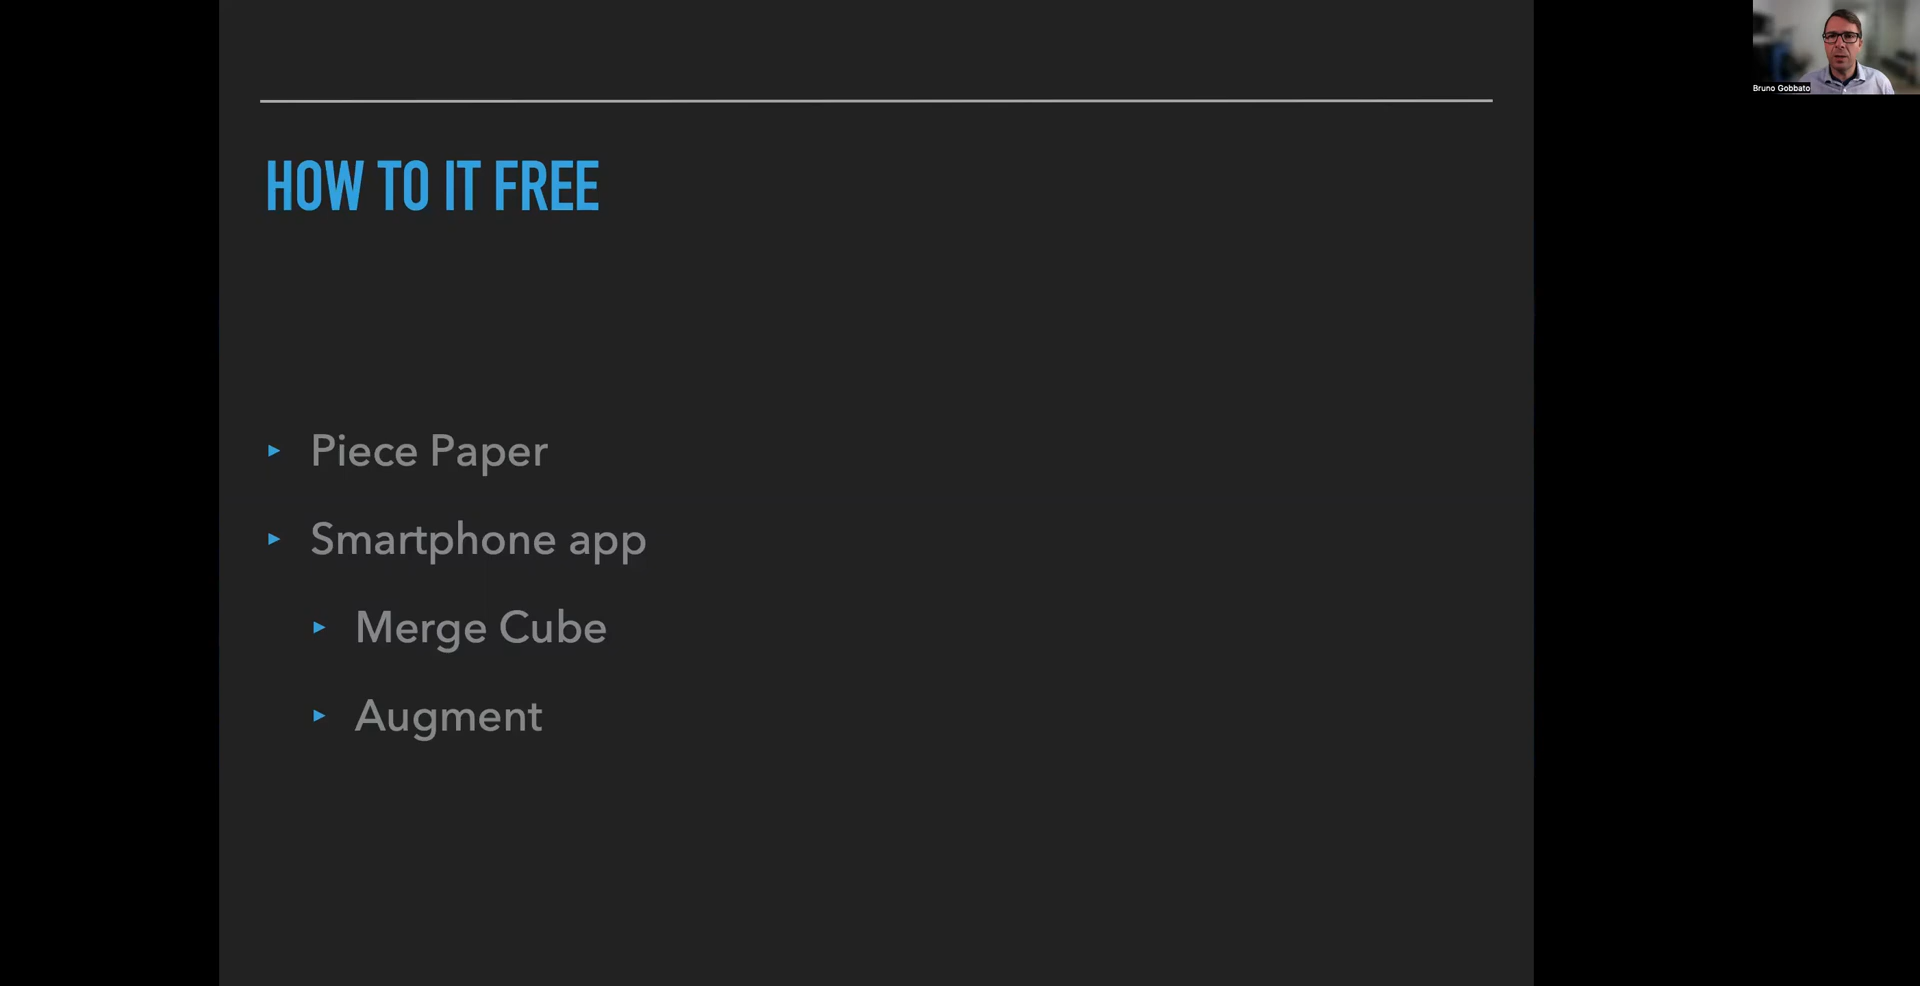 HOW TO IT FREE
Piece Paper
Smartphone app
Merge Cube
Augment
Bruno Gobbato